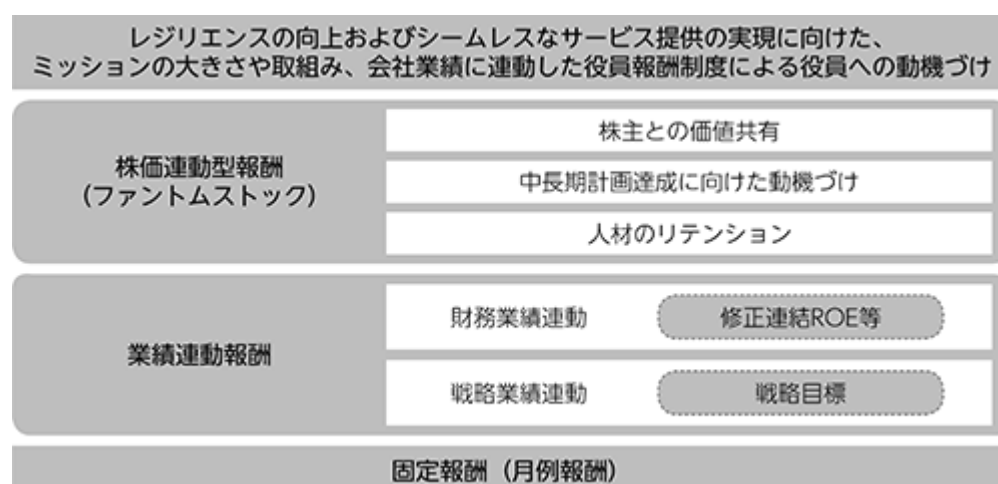 レジリエンスの向上およびシームレスなサービス提供の実現に向けた、
ミッションの大きさや取組み、会社業績に連動した役員報酬制度による役員への動機づけ
株価連動型報酬
(ファントムストック)
株主との価値共有
中長期計画達成に向けた動機づけ
人材のリテンション
業績連動報酬
財務業績連動
修正連結ROE等
戦略業績連動
戦略目標
固定報酬（月例報酬）